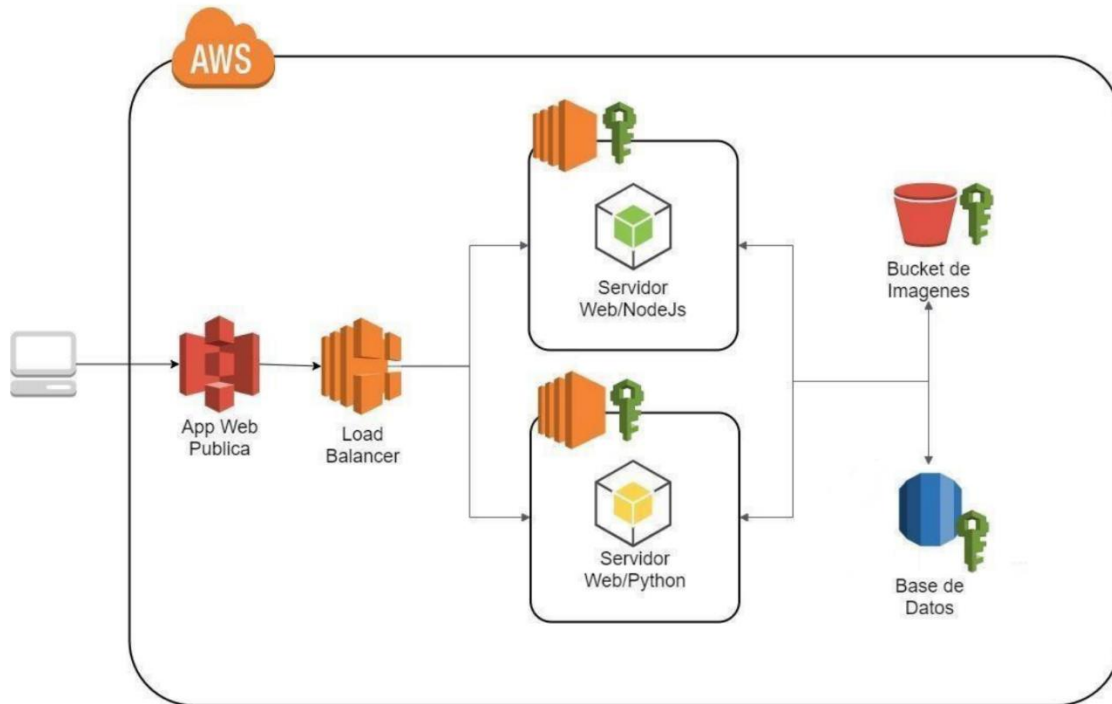 AWS
Servidor
Web/NodeJs
Bucket de
Imagenes
App Web
Publica
Load
Balancer
Servidor
Web/Python
Base de
Datos